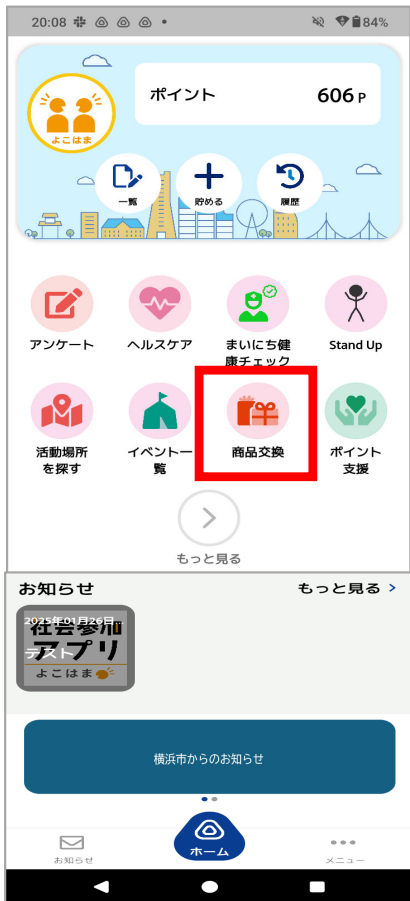 20:08
84%
よこはま
ポイント
606 P
一覧
貯める
履歴
アンケート
ヘルスケア
まいにち健
康チェック
Stand Up
活動場所
を探す
イベント一
覧
商品交換
ポイント
支援
もっと見る
お知らせ
もっと見る >
2025年01月26日
社会参加
テスト
アプリ
よこはま
横浜市からのお知らせ
お知らせ
ホーム
メニュー